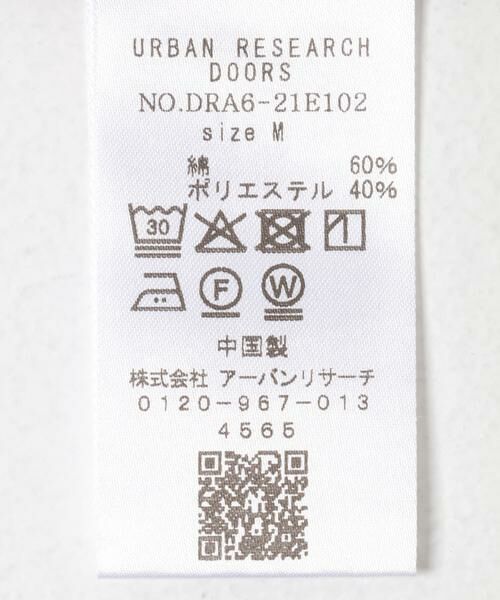 URBAN RESEARCH
DOORS
NO.DRA6-21E102
size M
綿 60%
ポリエステル 40%
30
F W
中国製
株式会社 アーバンリサーチ
0120-967-013
4565